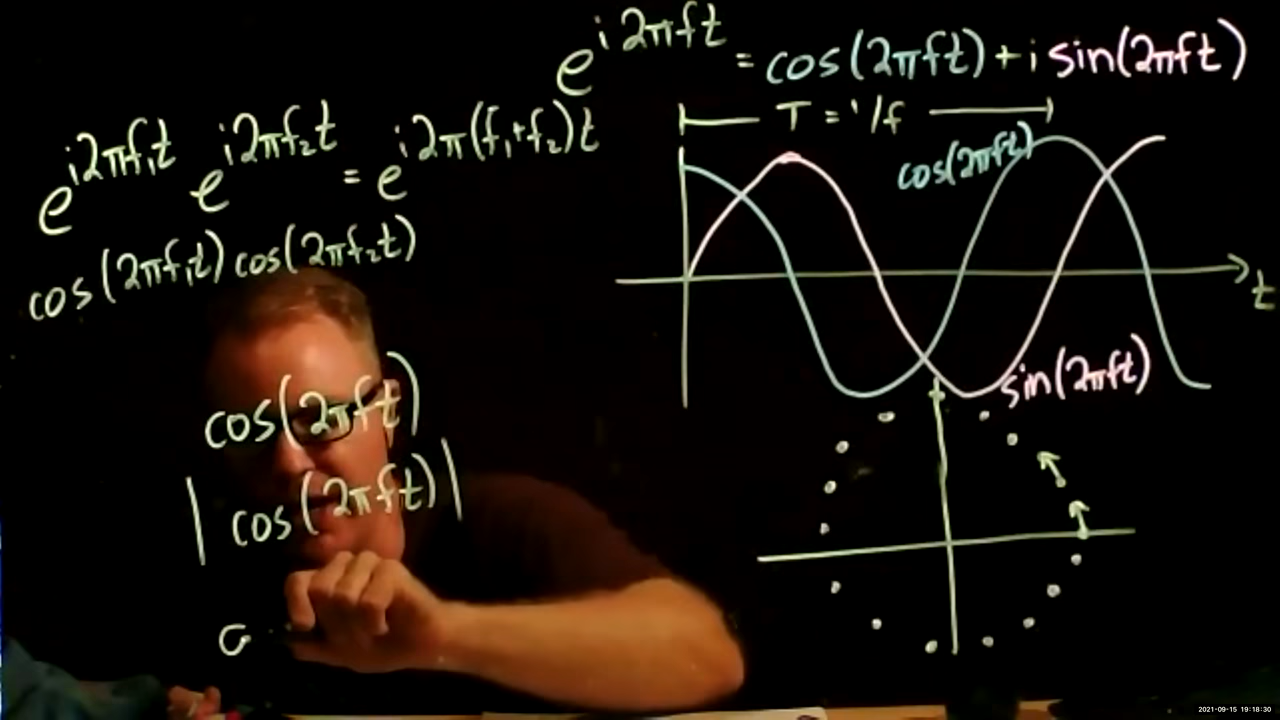 e^{i2πft} = cos(2πft) + i sin(2πft)
e^{i2πf₁t} e^{i2πf₂t} = e^{i2π(f₁+f₂)t}
cos(2πf₁t) cos(2πf₂t)
cos(2πft)
|cos(2πft)|
T = 1/f
cos(2πft)
t
sin(2πft)
2021-09-15 19:18:30